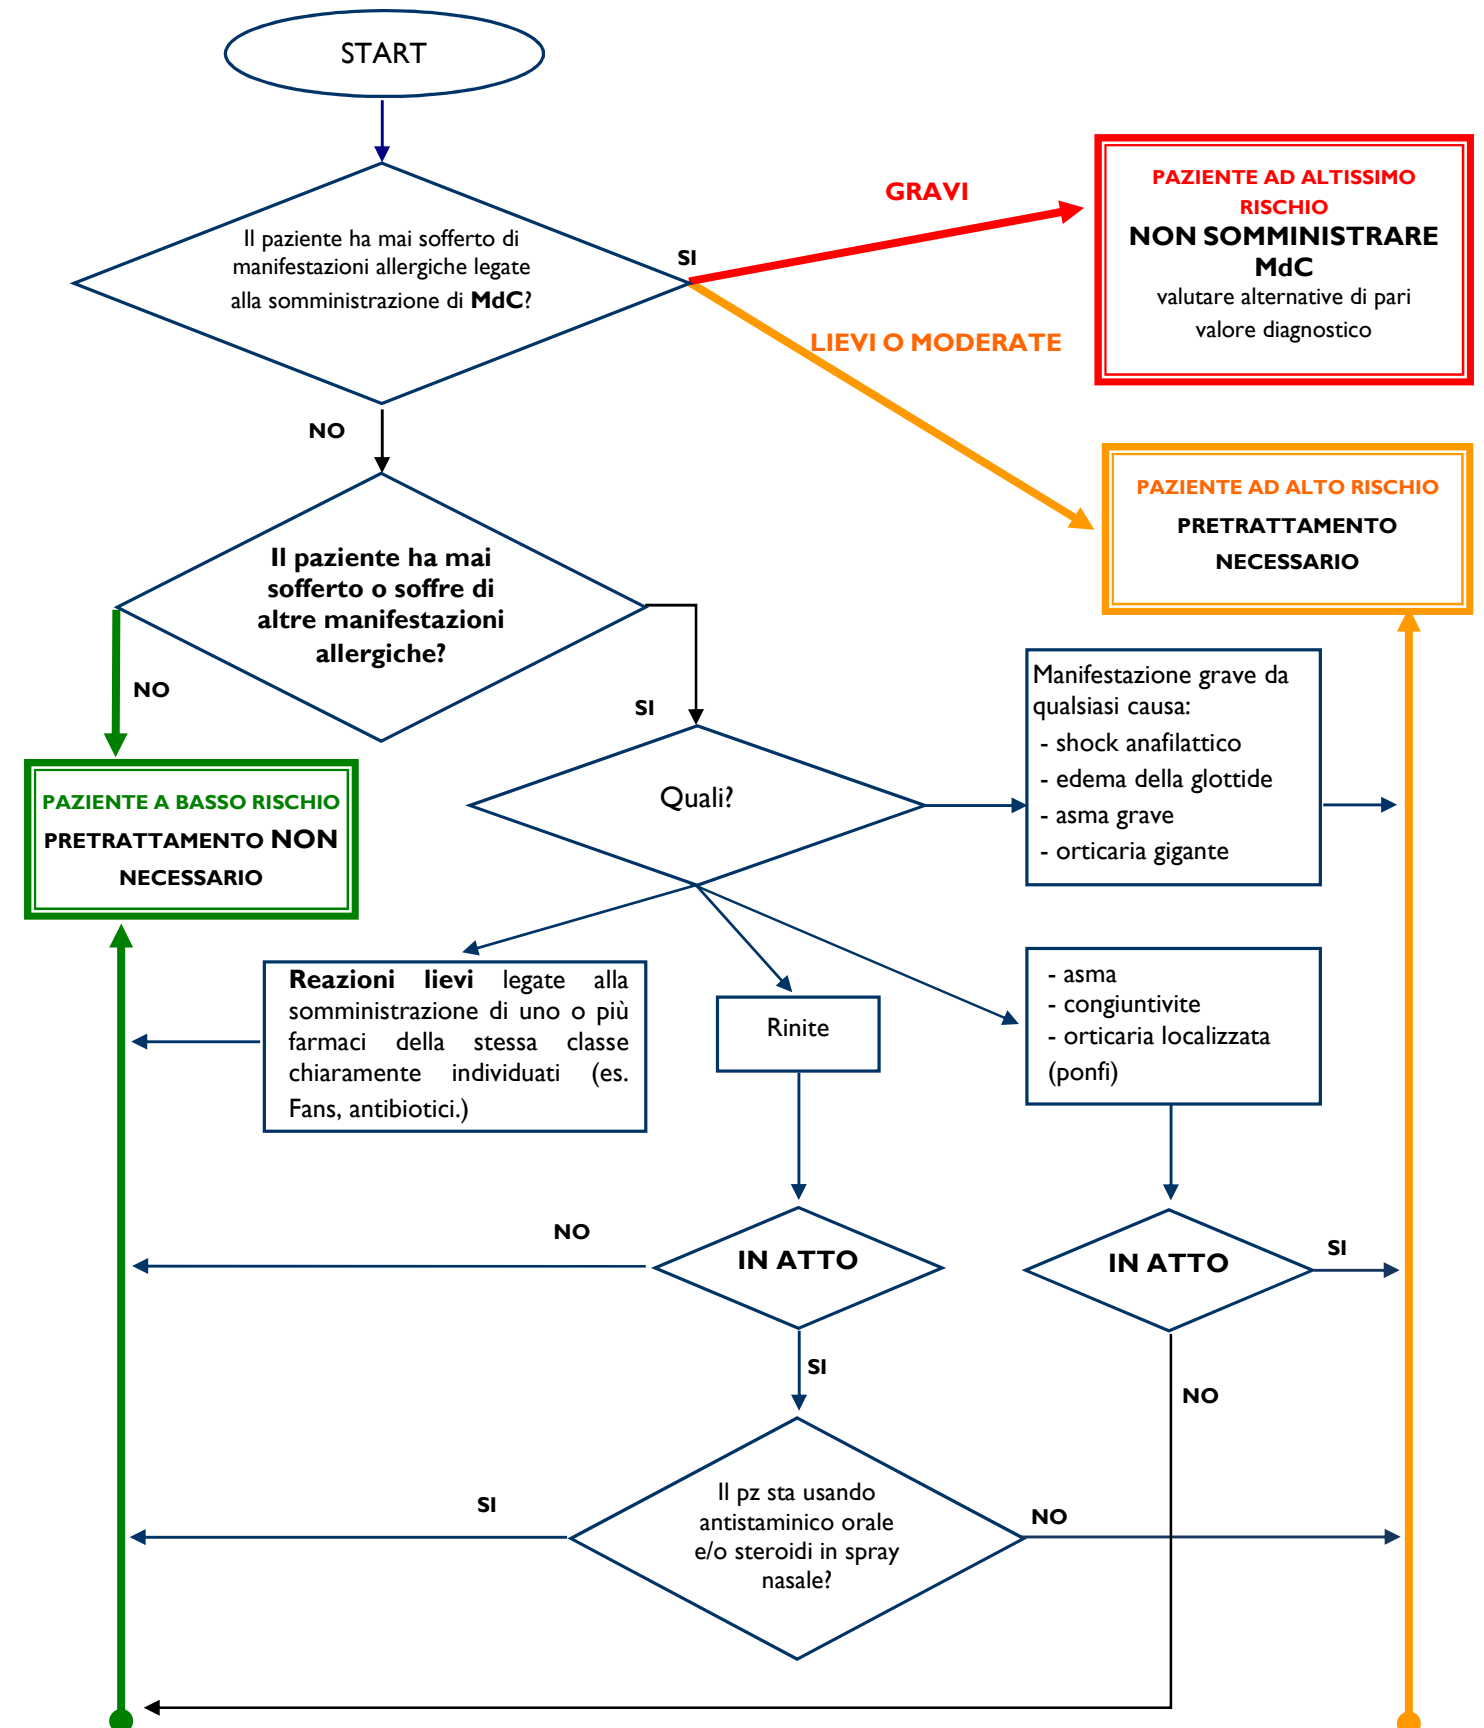 START
Il paziente ha mai sofferto di
manifestazioni allergiche legate
alla somministrazione di MdC?
SI
GRAVI
PAZIENTE AD ALTISSIMO
RISCHIO
NON SOMMINISTRARE
MdC
valutare alternative di pari
valore diagnostico
LIEVI O MODERATE
NO
PAZIENTE AD ALTO RISCHIO
PRETRATTAMENTO
NECESSARIO
Il paziente ha mai
sofferto o soffre di
altre manifestazioni
allergiche?
NO
SI
PAZIENTE A BASSO RISCHIO
PRETRATTAMENTO NON
NECESSARIO
Quali?
Manifestazione grave da
qualsiasi causa:
- shock anafilattico
- edema della glottide
- asma grave
- orticaria gigante
Reazioni lievi legate alla
somministrazione di uno o più
farmaci della stessa classe
chiaramente individuati (es.
Fans, antibiotici.)
Rinite
- asma
- congiuntivite
- orticaria localizzata
(ponfi)
NO
IN ATTO
IN ATTO
SI
SI
NO
Il pz sta usando
antistaminico orale
e/o steroidi in spray
nasale?
SI
NO